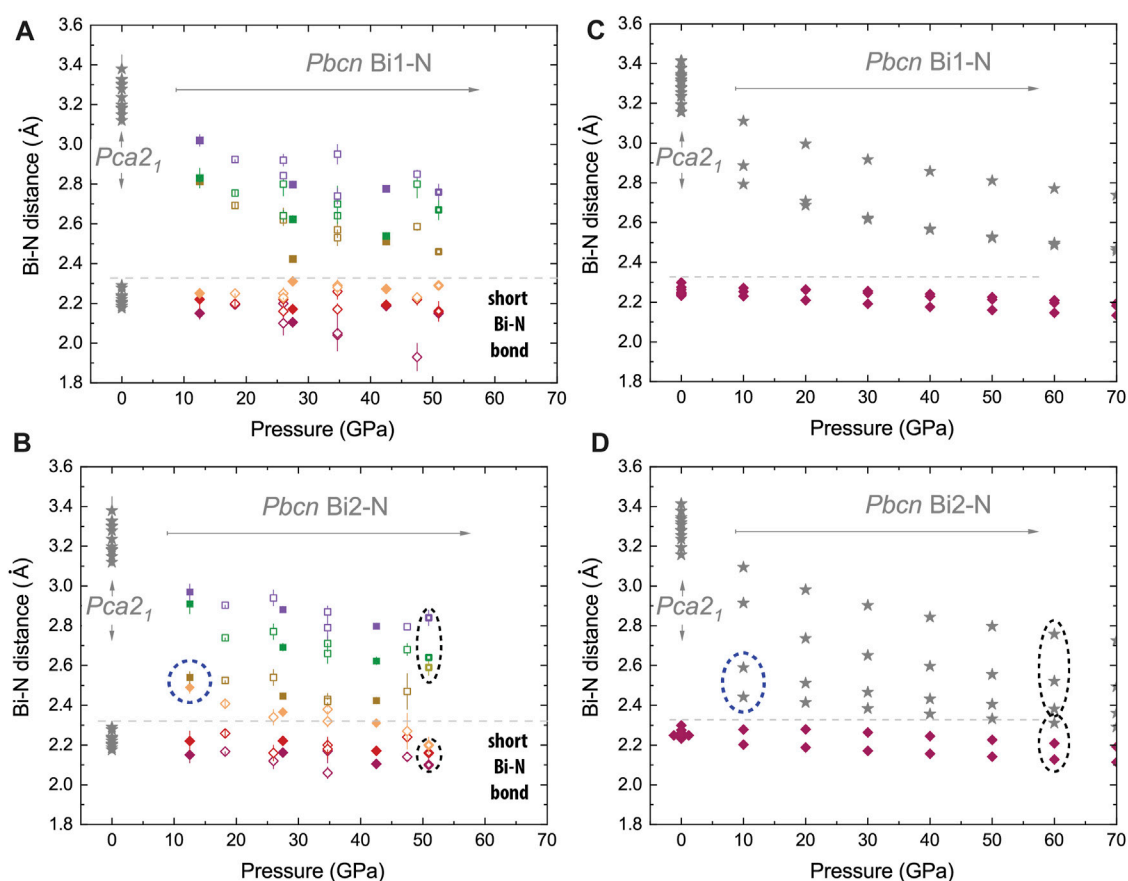 A
3.6
3.4
3.2
3.0
2.8
2.6
2.4
2.2
2.0
1.8
Bi-N distance (Å)
Pbcn Bi1-N
Pca2₁
short
Bi-N
bond
0 10 20 30 40 50 60 70
Pressure (GPa)
C
3.6
3.4
3.2
3.0
2.8
2.6
2.4
2.2
2.0
1.8
Bi-N distance (Å)
Pbcn Bi1-N
Pca2₁
0 10 20 30 40 50 60 70
Pressure (GPa)
B
3.6
3.4
3.2
3.0
2.8
2.6
2.4
2.2
2.0
1.8
Bi-N distance (Å)
Pbcn Bi2-N
Pca2₁
short
Bi-N
bond
0 10 20 30 40 50 60 70
Pressure (GPa)
D
3.6
3.4
3.2
3.0
2.8
2.6
2.4
2.2
2.0
1.8
Bi-N distance (Å)
Pbcn Bi2-N
Pca2₁
0 10 20 30 40 50 60 70
Pressure (GPa)